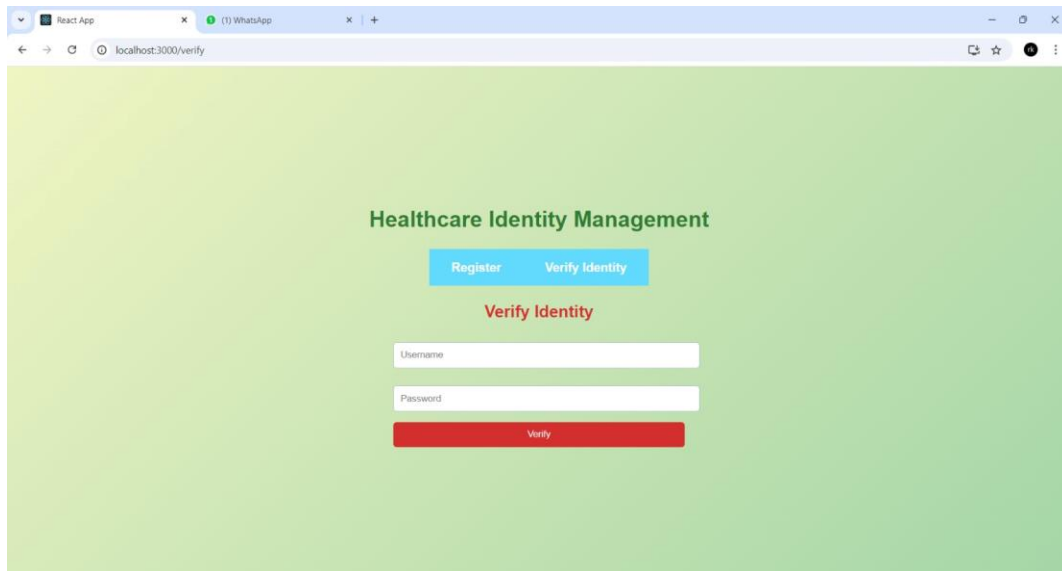 React App
(1) WhatsApp
localhost:3000/verify
Healthcare Identity Management
Register Verify Identity
Verify Identity
Username
Password
Verify